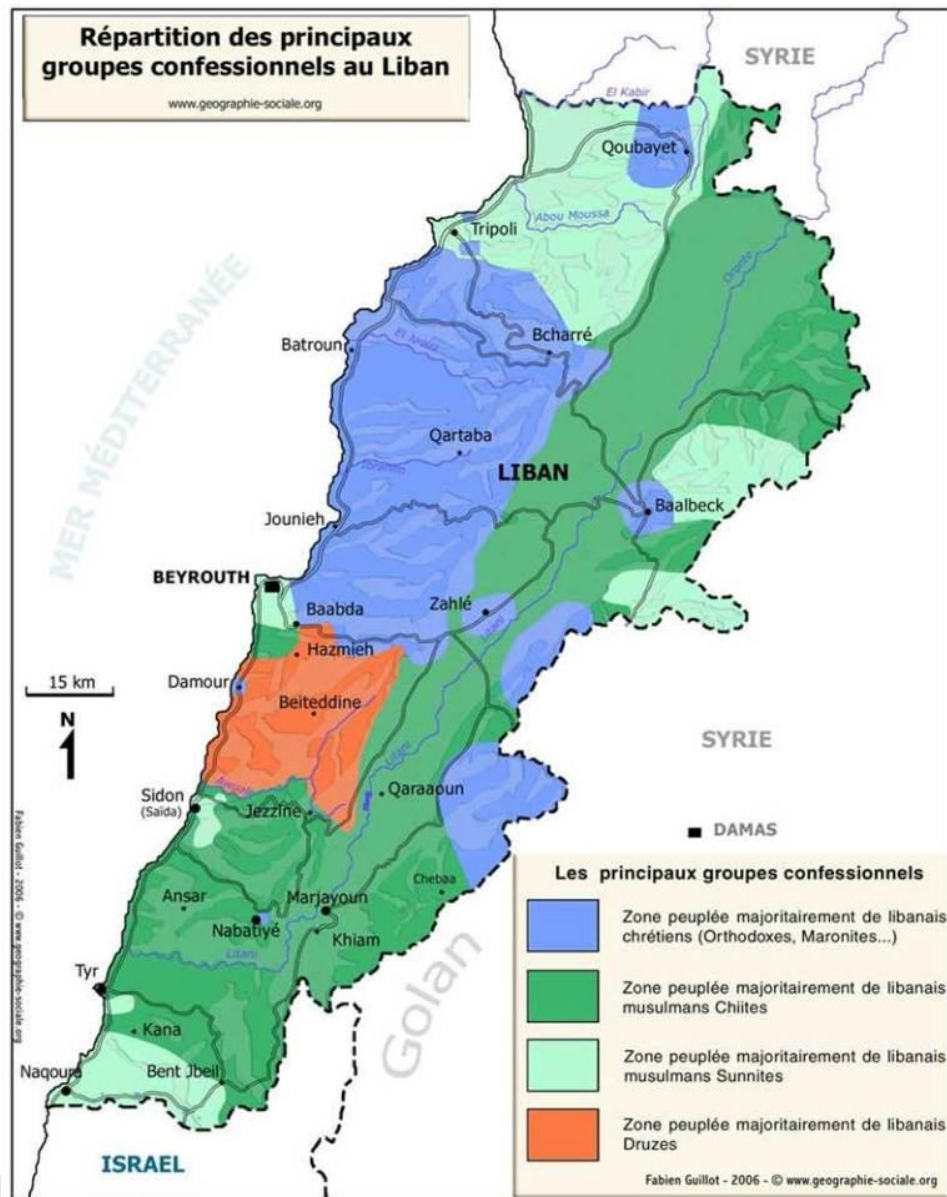 Répartition des principaux
groupes confessionnels au Liban
www.geographie-sociale.org
SYRIE
El Kabir
Qoubayet
Abou Moussa
Tripoli
Oronte
MER MÉDITERRANÉE
Batroun
Bcharré
Qartaba
Ibrahim
LIBAN
Jounieh
Baalbeck
BEYROUTH
Baabda
Zahlé
Litani
Hazmieh
15 km
Damour
Beiteddine
N
SYRIE
Litani
Sidon
(Saïda)
Jezzîne
Qaraaoun
DAMAS
Ansar
Marjayoun
Chebaa
Nabatiyé
Khiam
Litani
Tyr
Golan
Kana
Naqoura
Bent Jbeil
ISRAEL
Fabien Guillot - 2006 - © www.geographie-sociale.org
Les principaux groupes confessionnels
Zone peuplée majoritairement de libanais
chrétiens (Orthodoxes, Maronites...)
Zone peuplée majoritairement de libanais
musulmans Chiites
Zone peuplée majoritairement de libanais
musulmans Sunnites
Zone peuplée majoritairement de libanais
Druzes
Fabien Guillot - 2006 - © www.geographie-sociale.org